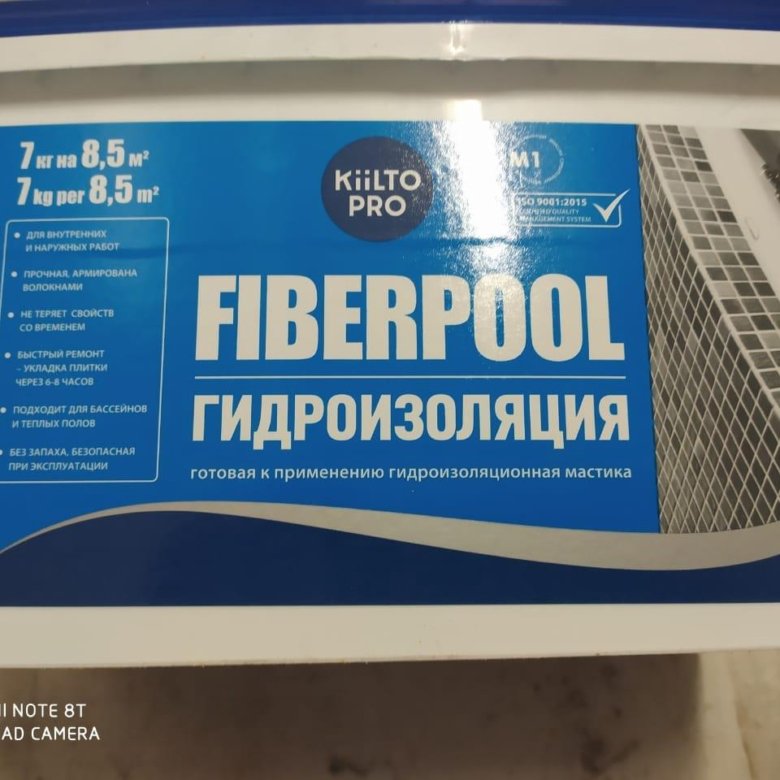 7 кг на 8,5 м²
7 kg per 8,5 m²
ДЛЯ ВНУТРЕННИХ
И НАРУЖНЫХ РАБОТ
ПРОЧНАЯ, АРМИРОВАНА
ВОЛОКНАМИ
НЕ ТЕРЯЕТ СВОЙСТВ
СО ВРЕМЕНЕМ
БЫСТРЫЙ РЕМОНТ
- УКЛАДКА ПЛИТКИ
ЧЕРЕЗ 6-8 ЧАСОВ
ПОДХОДИТ ДЛЯ БАССЕЙНОВ
И ТЕПЛЫХ ПОЛОВ
БЕЗ ЗАПАХА, БЕЗОПАСНАЯ
ПРИ ЭКСПЛУАТАЦИИ
KiiLTO
PRO
M1
ISO 9001:2015
QUALITY
MANAGEMENT SYSTEM
FIBERPOOL
ГИДРОИЗОЛЯЦИЯ
готовая к применению гидроизоляционная мастика
NOTE 8T
CAMERA